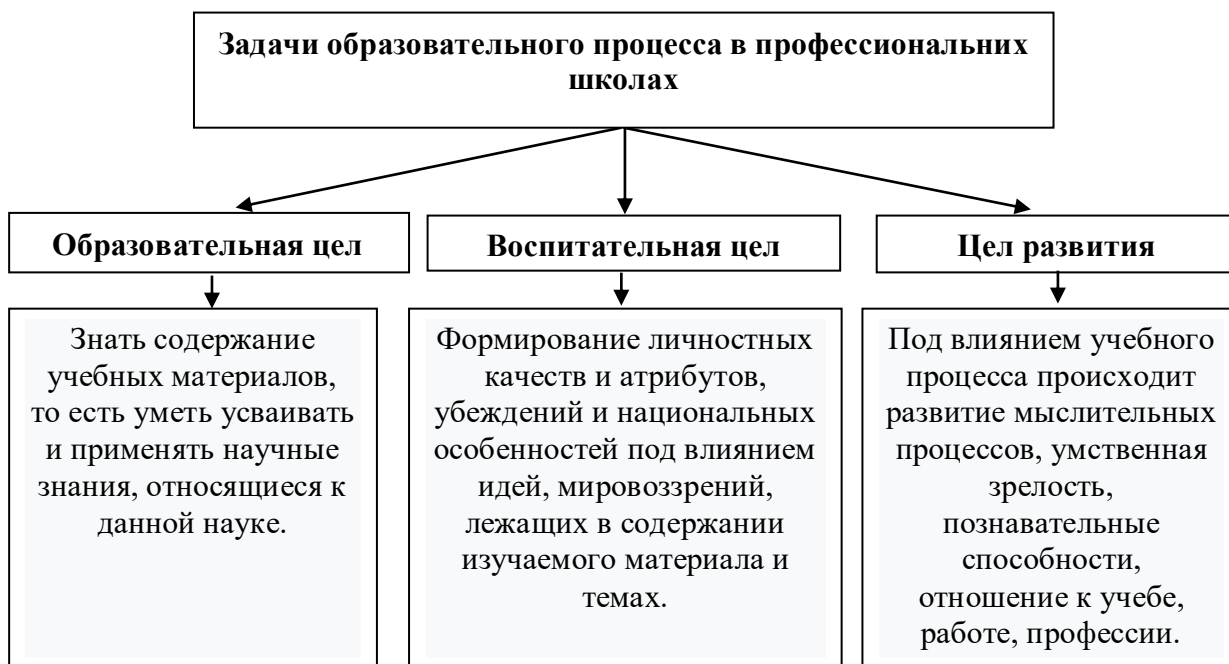 Задачи образовательного процесса в профессиональних
школах
Образовательная цел
Воспитательная цел
Цел развития
Знать содержание
учебных материалов,
то есть уметь усваивать
и применять научные
знания, относящиеся к
данной науке.
Формирование личностных
качеств и атрибутов,
убеждений и национальных
особенностей под влиянием
идей, мировоззрений,
лежащих в содержании
изучаемого материала и
темах.
Под влиянием учебного
процесса происходит
развитие мыслительных
процессов, умственная
зрелость,
познавательные
способности,
отношение к учебе,
работе, профессии.